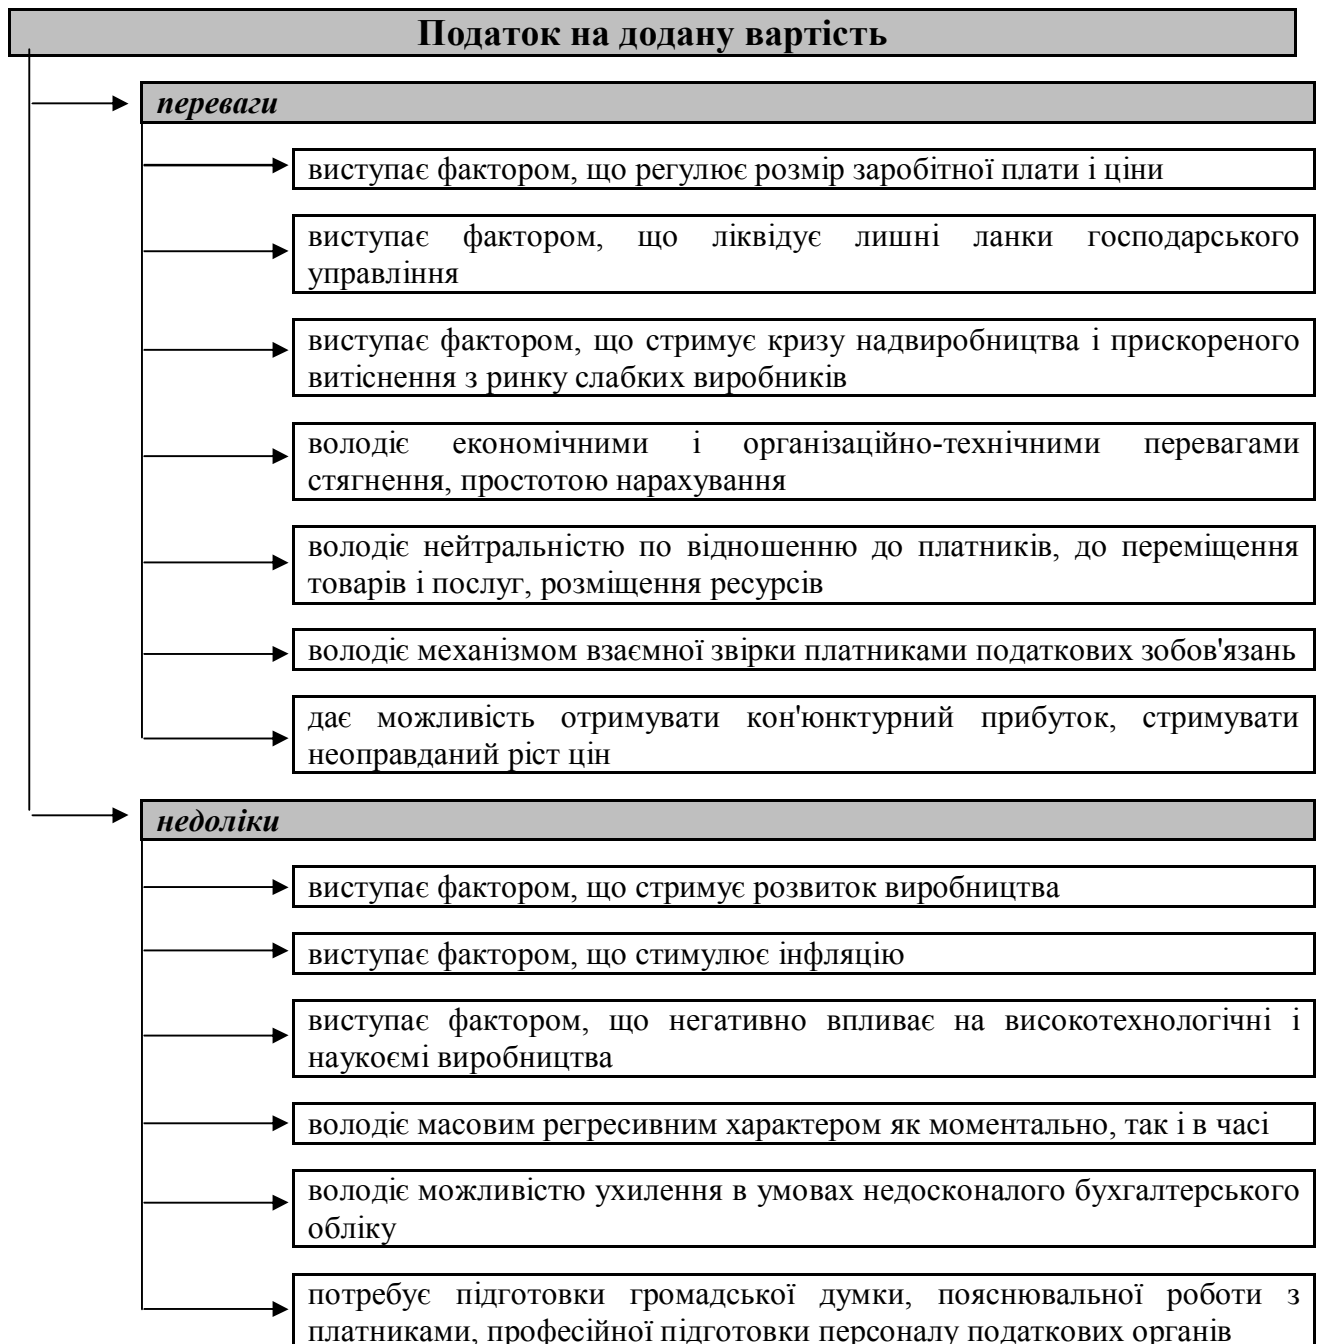 Податок на додану вартість
переваги
виступає фактором, що регулює розмір заробітної плати і ціни
виступає фактором, що ліквідує лишні ланки господарського
управління
виступає фактором, що стримує кризу надвиробництва і прискореного
витіснення з ринку слабких виробників
володіє економічними і організаційно-технічними перевагами
стягнення, простотою нарахування
володіє нейтральністю по відношенню до платників, до переміщення
товарів і послуг, розміщення ресурсів
володіє механізмом взаємної звірки платниками податкових зобов'язань
дає можливість отримувати кон'юнктурний прибуток, стримувати
неоправданий ріст цін
недоліки
виступає фактором, що стримує розвиток виробництва
виступає фактором, що стимулює інфляцію
виступає фактором, що негативно впливає на високотехнологічні і
наукоємі виробництва
володіє масовим регресивним характером як моментально, так і в часі
володіє можливістю ухилення в умовах недосконалого бухгалтерського
обліку
потребує підготовки громадської думки, пояснювальної роботи з
платниками, професійної підготовки персоналу податкових органів